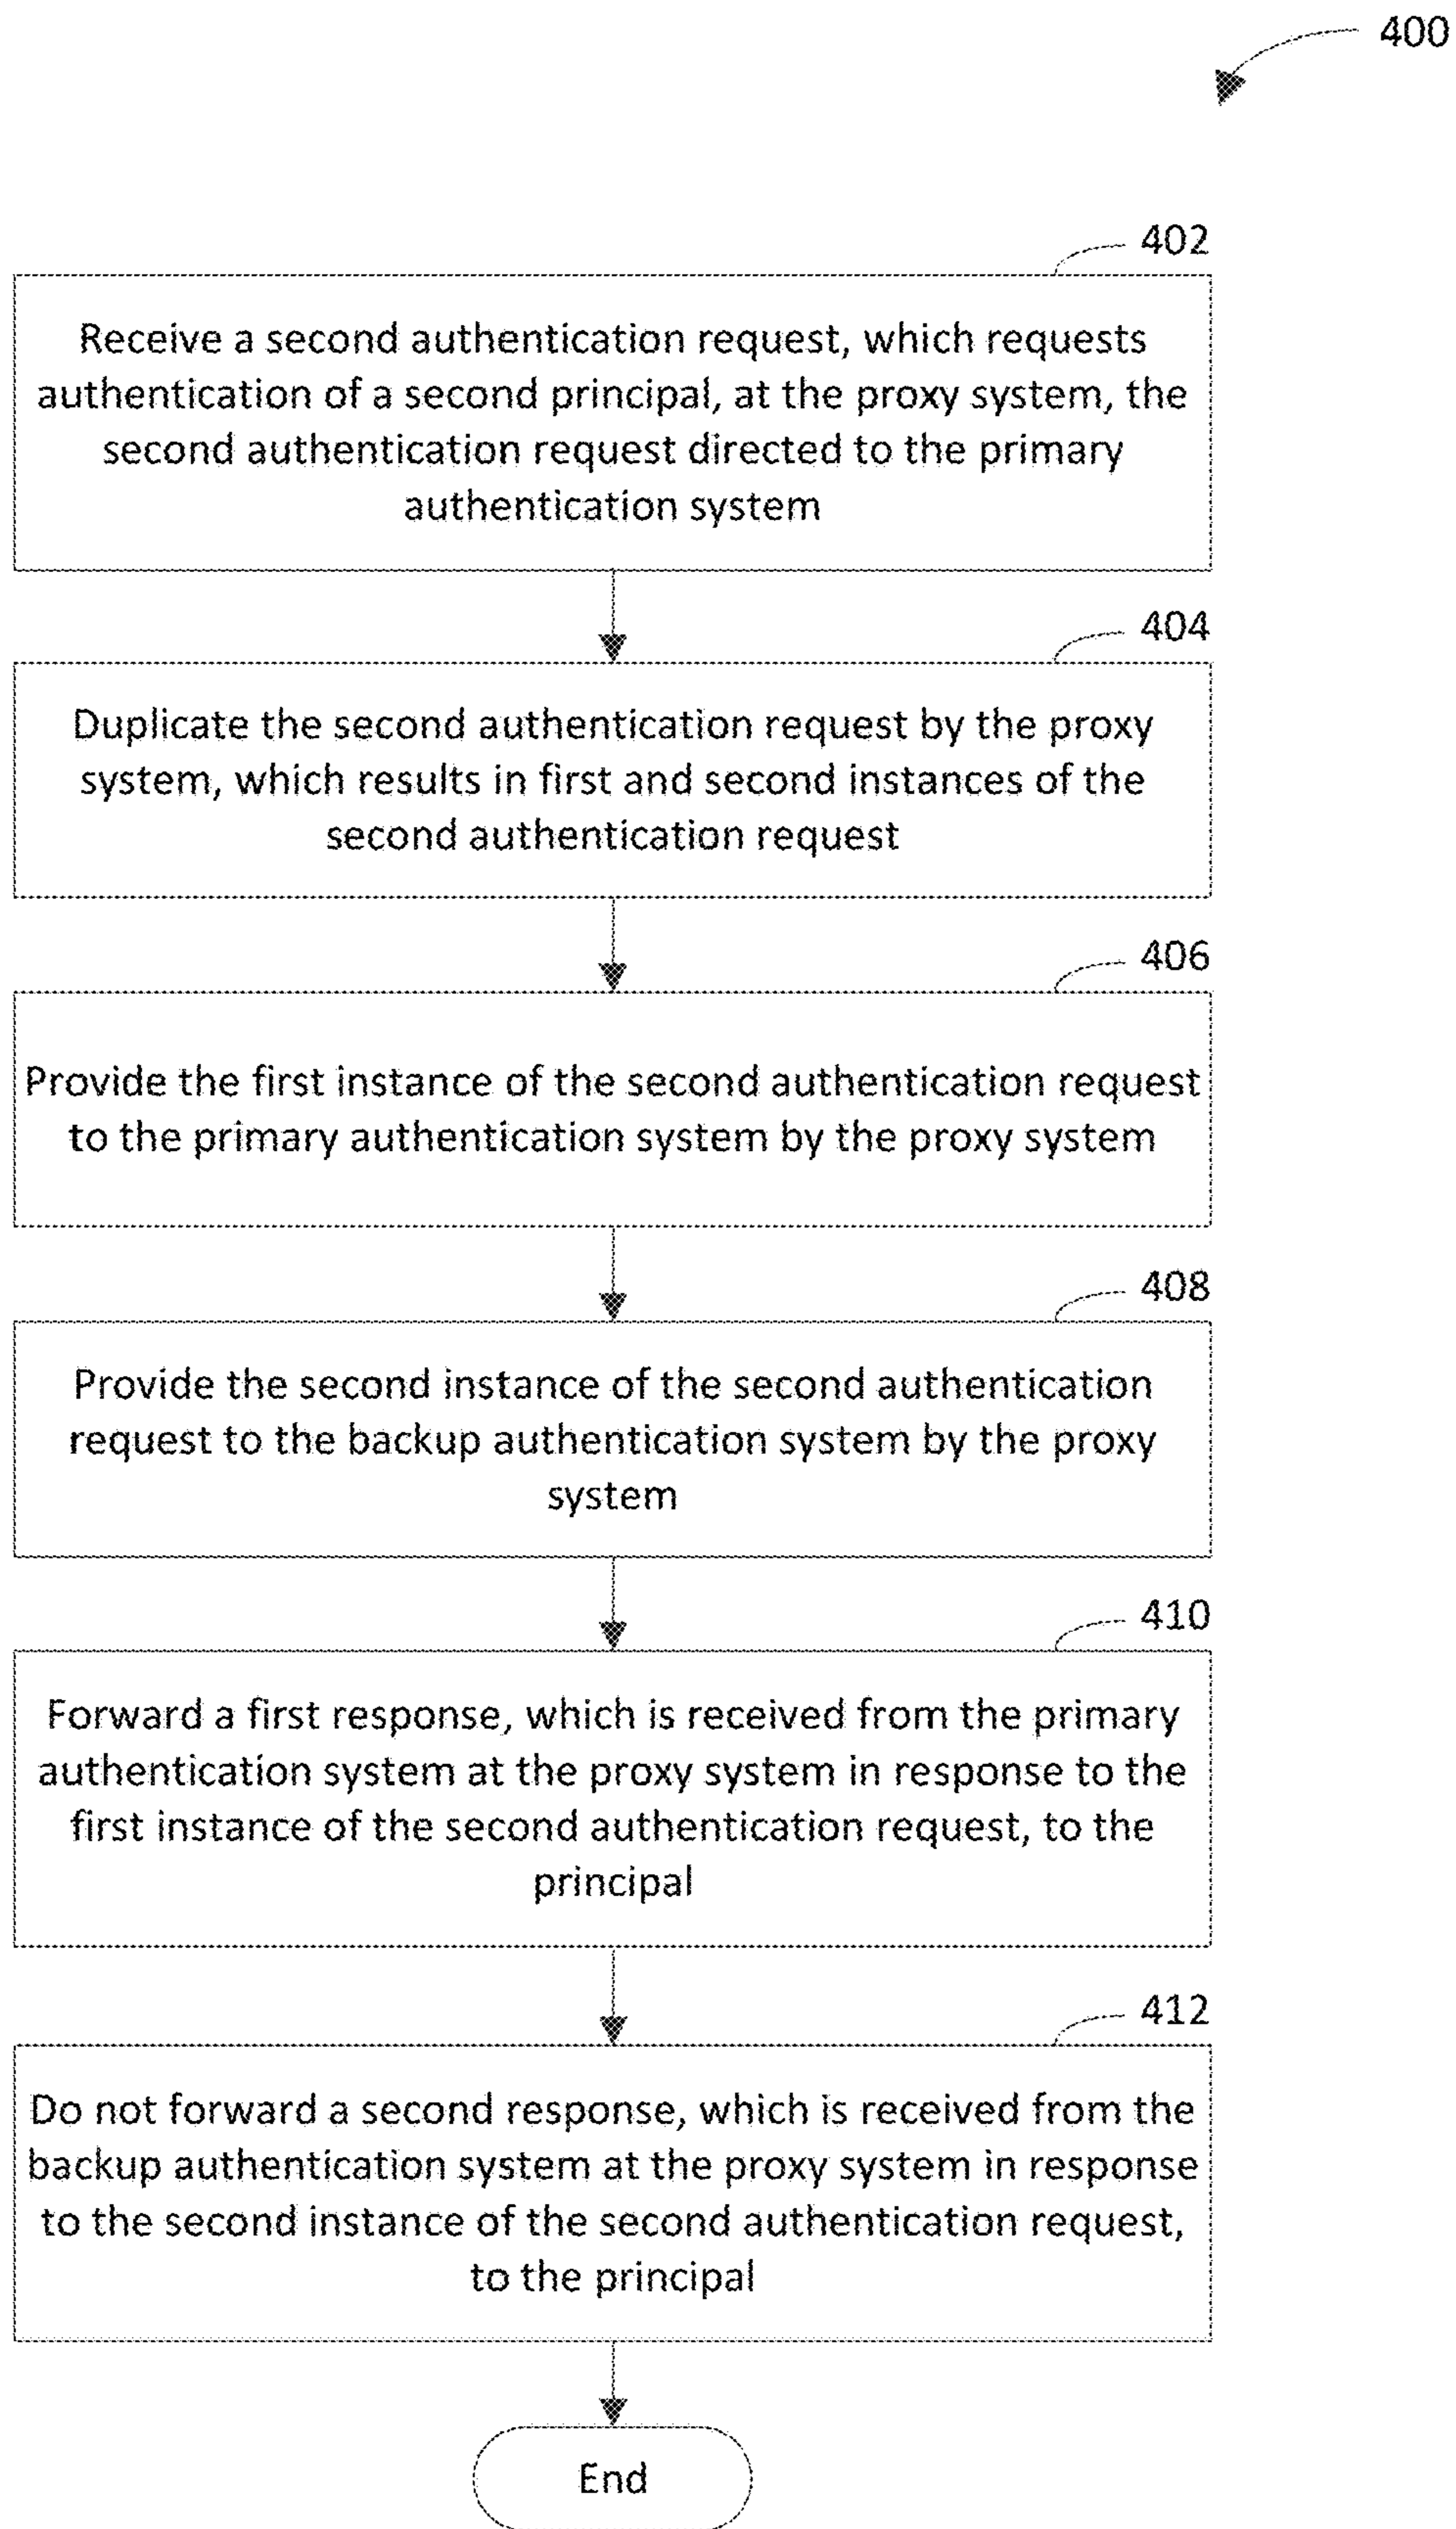 400
402
Receive a second authentication request, which requests
authentication of a second principal, at the proxy system, the
second authentication request directed to the primary
authentication system
404
Duplicate the second authentication request by the proxy
system, which results in first and second instances of the
second authentication request
406
Provide the first instance of the second authentication request
to the primary authentication system by the proxy system
408
Provide the second instance of the second authentication
request to the backup authentication system by the proxy
system
410
Forward a first response, which is received from the primary
authentication system at the proxy system in response to the
first instance of the second authentication request, to the
principal
412
Do not forward a second response, which is received from the
backup authentication system at the proxy system in response
to the second instance of the second authentication request,
to the principal
End